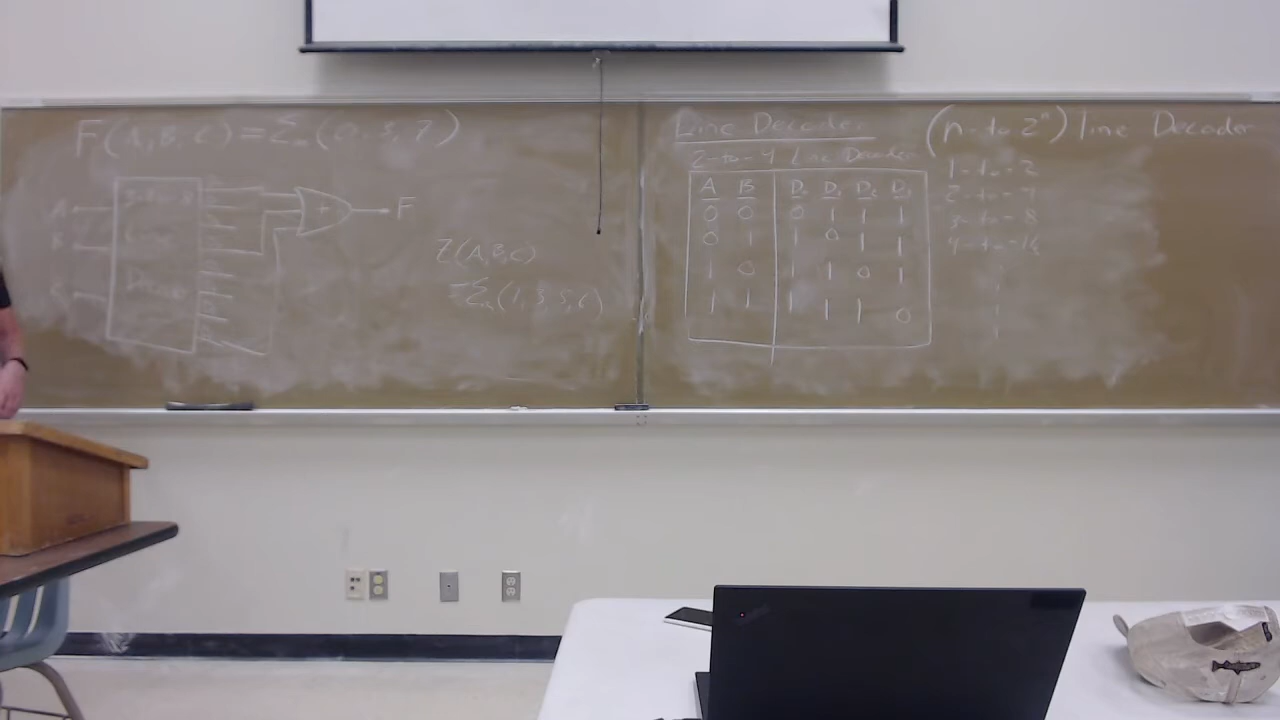 F(A,B,C) = Σm(0,3,7)
A
B
C
Decoder
+
F
Z(A,B,C)
=Σm(1,3,5,6)
Line Decoder
2-to-4 Line Decoder
A B D₀ D₁ D₂ D₃
0 0 0 1 1 1
0 1 1 0 1 1
1 0 1 1 0 1
1 1 1 1 1 0
(n-to 2ⁿ) line Decoder
1-to-2
2-to-4
3-to-8
4-to-16